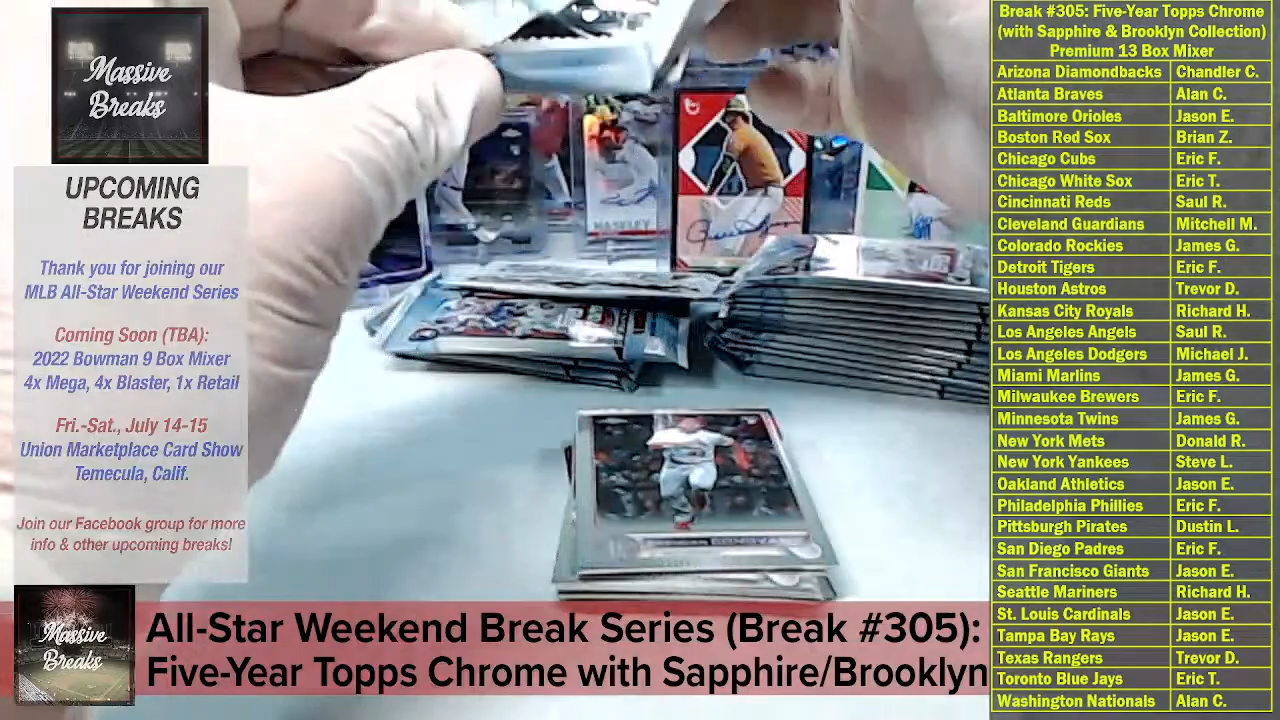 Massive
Breaks
UPCOMING
BREAKS
Thank you for joining our
MLB All-Star Weekend Series
Coming Soon (TBA):
2022 Bowman 9 Box Mixer
4x Mega, 4x Blaster, 1x Retail
Fri.-Sat., July 14-15
Union Marketplace Card Show
Temecula, Calif.
Join our Facebook group for more
info & other upcoming breaks!
Massive
Breaks
All-Star Weekend Break Series (Break #305):
Five-Year Topps Chrome with Sapphire/Brooklyn
Break #305: Five-Year Topps Chrome
(with Sapphire & Brooklyn Collection)
Premium 13 Box Mixer
Arizona Diamondbacks Chandler C.
Atlanta Braves Alan C.
Baltimore Orioles Jason E.
Boston Red Sox Brian Z.
Chicago Cubs Eric F.
Chicago White Sox Eric T.
Cincinnati Reds Saul R.
Cleveland Guardians Mitchell M.
Colorado Rockies James G.
Detroit Tigers Eric F.
Houston Astros Trevor D.
Kansas City Royals Richard H.
Los Angeles Angels Saul R.
Los Angeles Dodgers Michael J.
Miami Marlins James G.
Milwaukee Brewers Eric F.
Minnesota Twins James G.
New York Mets Donald R.
New York Yankees Steve L.
Oakland Athletics Jason E.
Philadelphia Phillies Eric F.
Pittsburgh Pirates Dustin L.
San Diego Padres Eric F.
San Francisco Giants Jason E.
Seattle Mariners Richard H.
St. Louis Cardinals Jason E.
Tampa Bay Rays Jason E.
Texas Rangers Trevor D.
Toronto Blue Jays Eric T.
Washington Nationals Alan C.